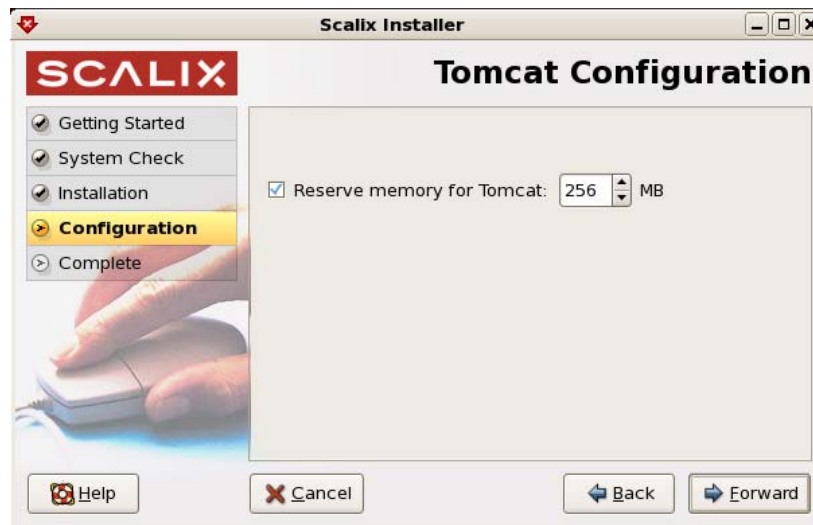 Scalix Installer
SCALIX
Tomcat Configuration
Getting Started
System Check
Installation
Configuration
Complete
Reserve memory for Tomcat: 256 MB
Help
Cancel
Back
Forward